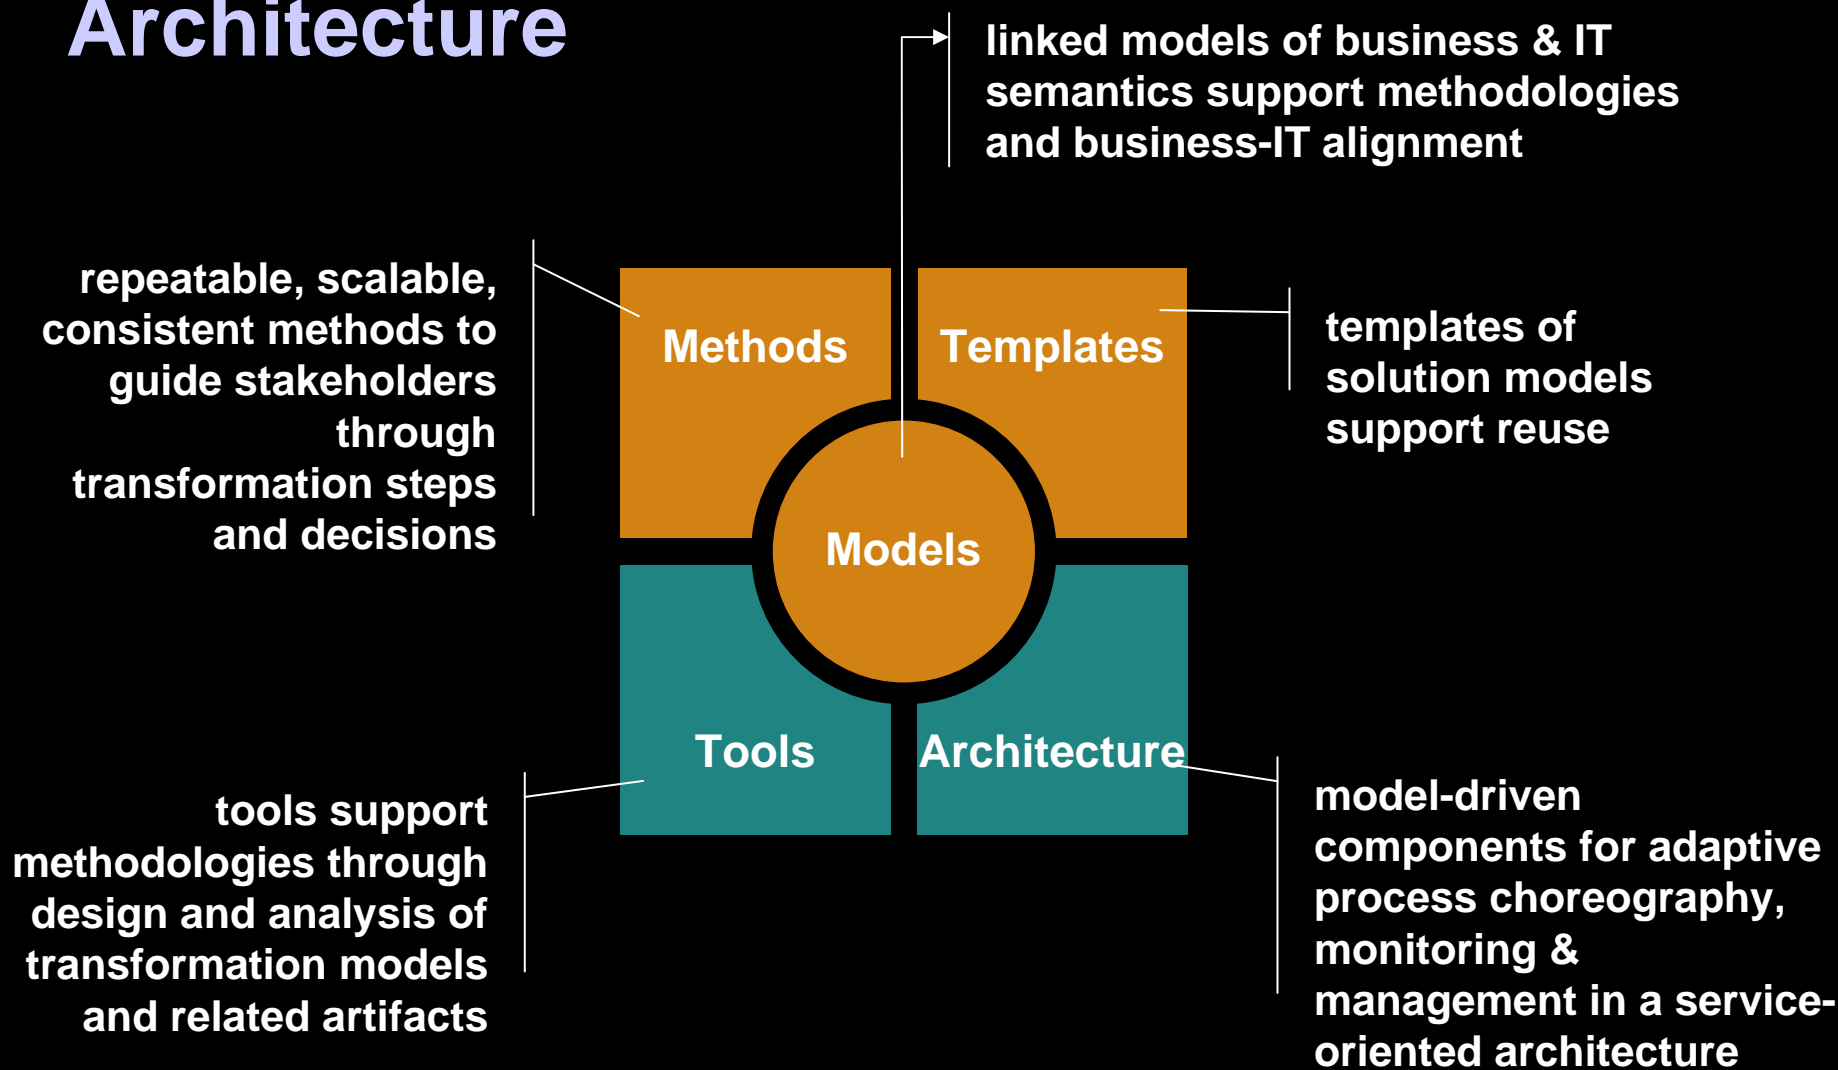 Architecture
linked models of business & IT
semantics support methodologies
and business-IT alignment
repeatable, scalable,
consistent methods to
guide stakeholders
through
transformation steps
and decisions
Methods
Templates
templates of
solution models
support reuse
Models
Tools
Architecture
tools support
methodologies through
design and analysis of
transformation models
and related artifacts
model-driven
components for adaptive
process choreography,
monitoring &
management in a service-
oriented architecture